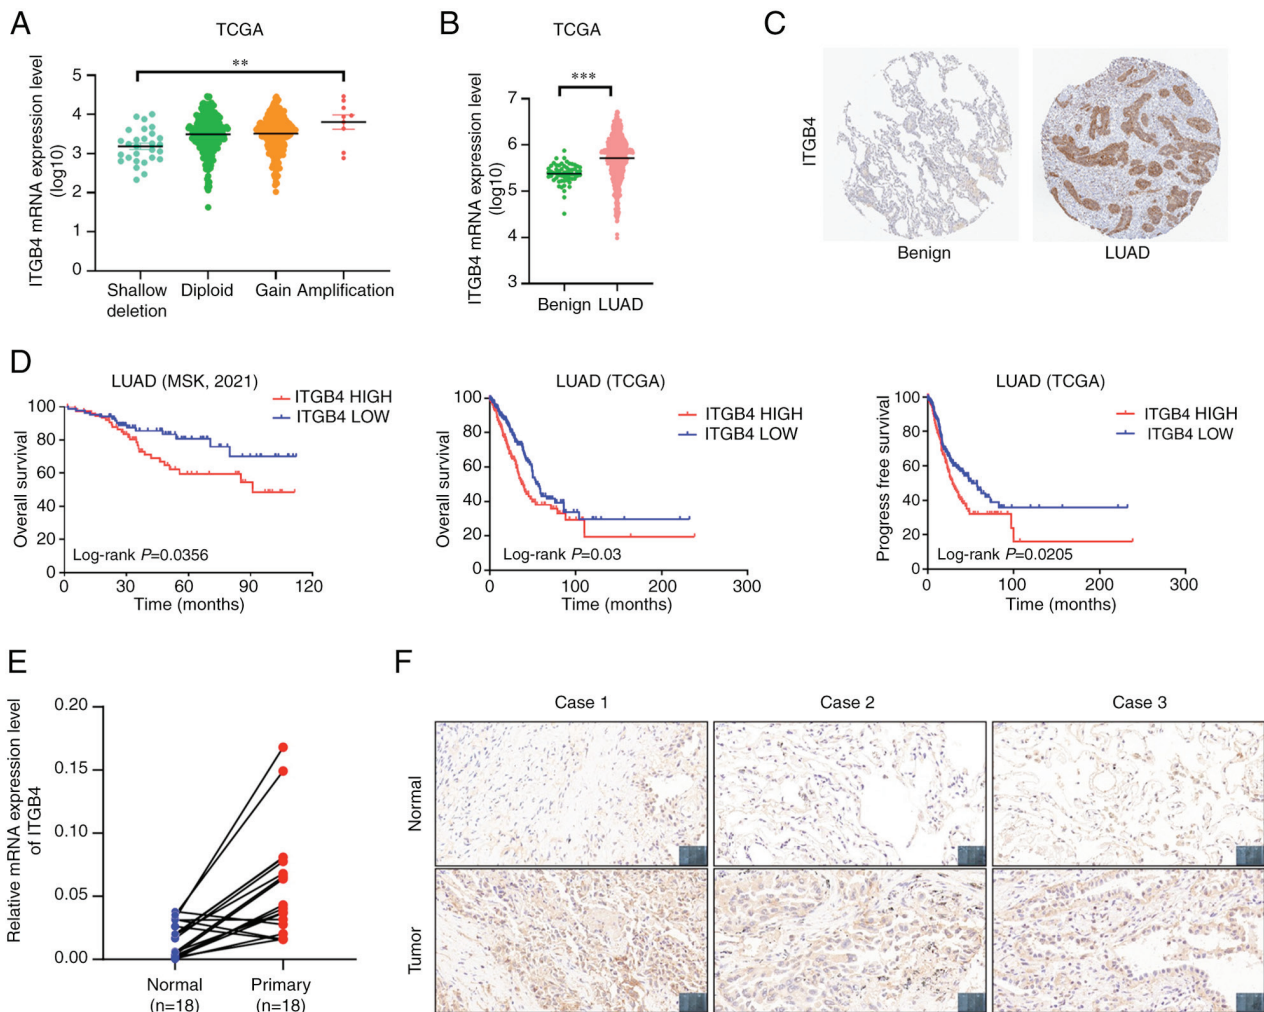 A
TCGA
**
ITGB4 mRNA expression level
(log10)
5
4
3
2
1
0
Shallow
deletion
Diploid
Gain
Amplification
B
TCGA
***
ITGB4 mRNA expression level
(log10)
7
6
5
4
3
Benign
LUAD
C
ITGB4
Benign
LUAD
D
LUAD (MSK, 2021)
ITGB4 HIGH
ITGB4 LOW
Overall survival
100
80
60
40
20
0
Log-rank P=0.0356
0
30
60
90
120
Time (months)
LUAD (TCGA)
ITGB4 HIGH
ITGB4 LOW
Overall survival
100
80
60
40
20
0
Log-rank P=0.03
0
100
200
300
Time (months)
LUAD (TCGA)
ITGB4 HIGH
ITGB4 LOW
Progress free survival
100
80
60
40
20
0
Log-rank P=0.0205
0
100
200
300
Time (months)
E
Relative mRNA expression level
of ITGB4
0.20
0.15
0.10
0.05
0.00
Normal
(n=18)
Primary
(n=18)
F
Case 1
Case 2
Case 3
Normal
Tumor